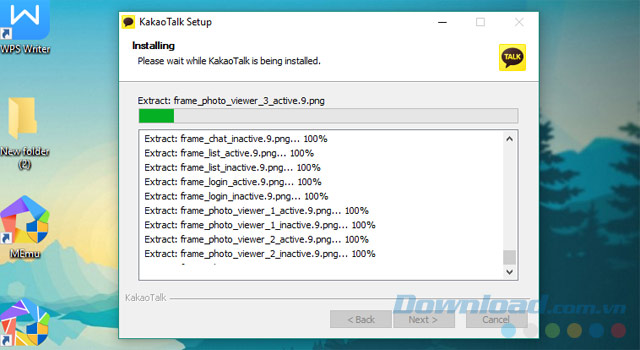 WPS Writer
New folder
(2)
MEmu
KakaoTalk Setup
Installing
Please wait while KakaoTalk is being installed.
TALK
Extract: frame_photo_viewer_3_active.9.png
Extract: frame_chat_inactive.9.png... 100%
Extract: frame_list_active.9.png... 100%
Extract: frame_list_inactive.9.png... 100%
Extract: frame_login_active.9.png... 100%
Extract: frame_login_inactive.9.png... 100%
Extract: frame_photo_viewer_1_active.9.png... 100%
Extract: frame_photo_viewer_1_inactive.9.png... 100%
Extract: frame_photo_viewer_2_active.9.png... 100%
Extract: frame_photo_viewer_2_inactive.9.png... 100%
KakaoTalk
< Back
Next >
Cancel
Download.com.vn